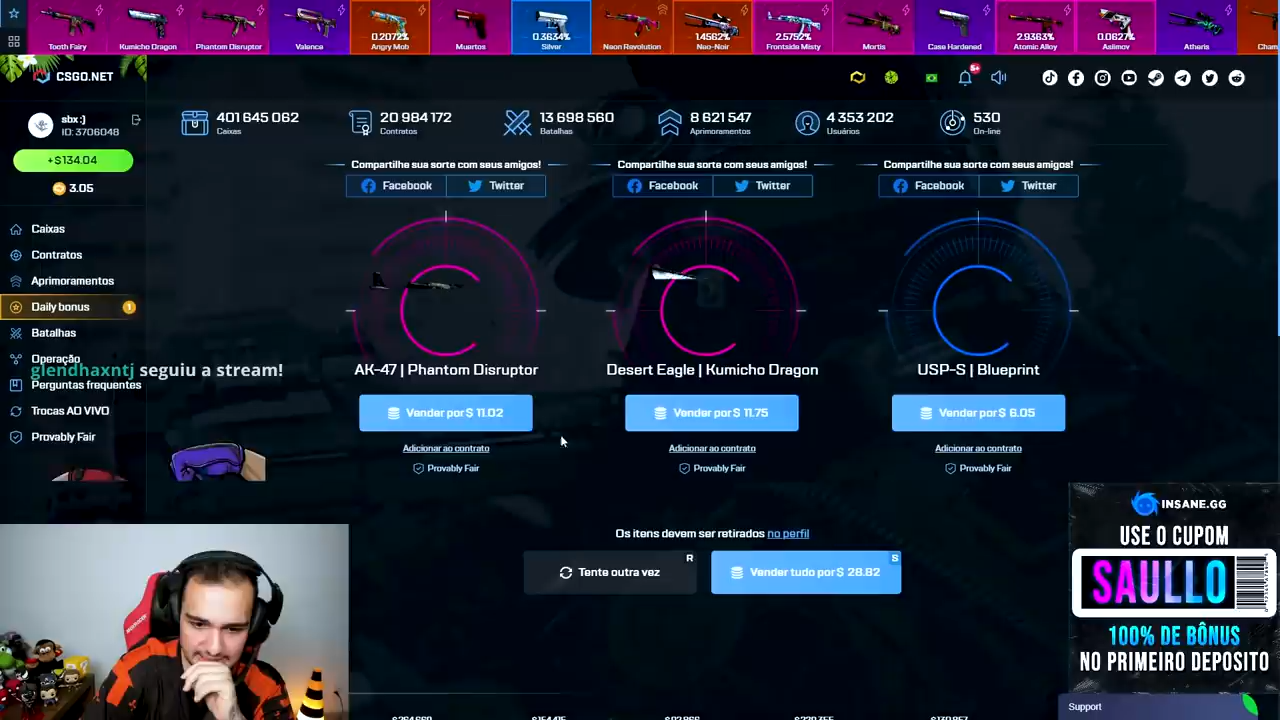 Tooth Fairy
Kumicho Dragon
Phantom Disruptor
Valence
0.2072%
Angry Mob
Muertos
0.3634%
Silver
Neon Revolution
1.4562%
Neo-Noir
2.5752%
Frontside Misty
Mortis
Case Hardened
2.9363%
Atomic Alloy
0.0627%
Asiimov
Atheris
Cham
CSGO.NET
5+
sbx :)
ID: 3706048
+$134.04
3.05
401 645 062
Caixas
20 984 172
Contratos
13 698 560
Batalhas
8 621 547
Aprimoramentos
4 353 202
Usuários
530
On-line
Caixas
Contratos
Aprimoramentos
Daily bonus
1
Batalhas
Operação
glendhaxntj seguiu a stream!
Perguntas frequentes
Trocas AO VIVO
Provably Fair
Compartilhe sua sorte com seus amigos!
Facebook
Twitter
AK-47 | Phantom Disruptor
Vender por $ 11.02
Adicionar ao contrato
Provably Fair
Compartilhe sua sorte com seus amigos!
Facebook
Twitter
Desert Eagle | Kumicho Dragon
Vender por $ 11.75
Adicionar ao contrato
Provably Fair
Compartilhe sua sorte com seus amigos!
Facebook
Twitter
USP-S | Blueprint
Vender por $ 6.05
Adicionar ao contrato
Provably Fair
Os itens devem ser retirados no perfil
Tente outra vez
R
Vender tudo por $ 28.82
S
INSANE.GG
USE O CUPOM
SAULLO
100% DE BÔNUS
NO PRIMEIRO DEPOSITO
Support